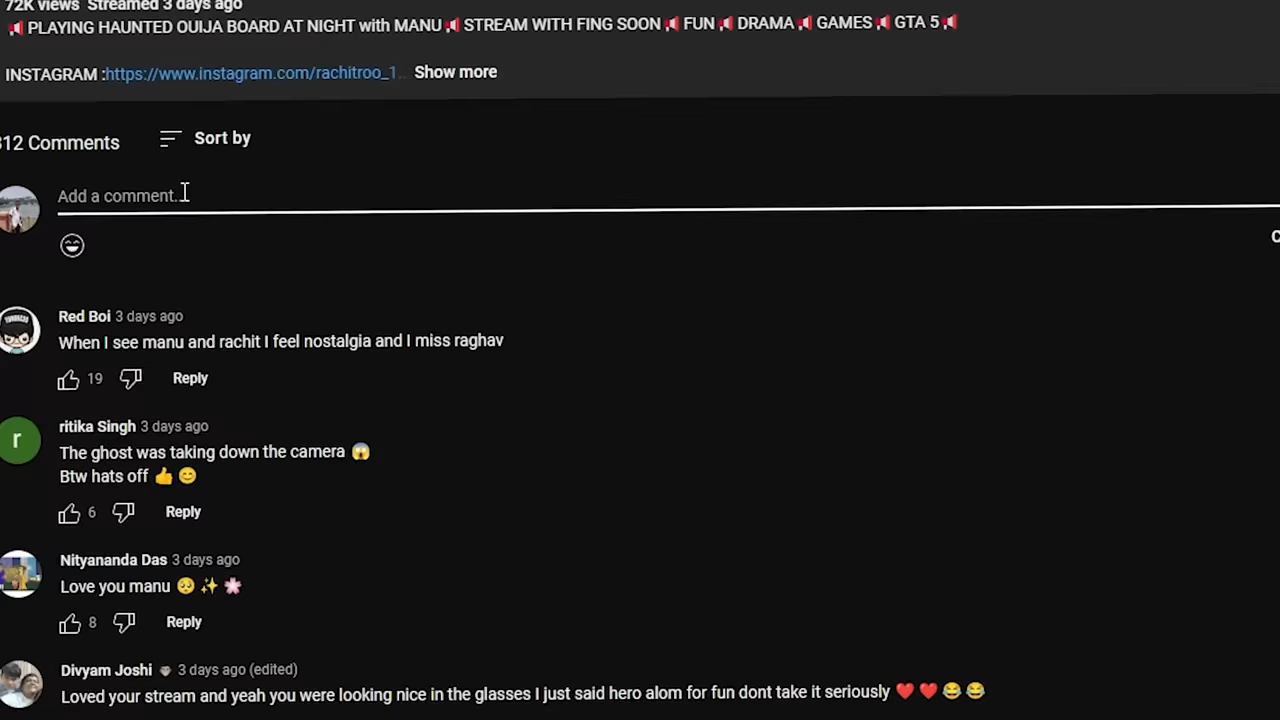 72K views Streamed 3 days ago
📢PLAYING HAUNTED OUIJA BOARD AT NIGHT with MANU📢STREAM WITH FING SOON📢FUN📢DRAMA📢GAMES📢GTA 5📢
INSTAGRAM :https://www.instagram.com/rachitroo_1... Show more
312 Comments Sort by
Add a comment...
Red Boi 3 days ago
When I see manu and rachit I feel nostalgia and I miss raghav
19 Reply
r
ritika Singh 3 days ago
The ghost was taking down the camera 😱
Btw hats off 👍 😊
6 Reply
Nityananda Das 3 days ago
Love you manu 🥺 ✨ 🌸
8 Reply
Divyam Joshi 3 days ago (edited)
Loved your stream and yeah you were looking nice in the glasses I just said hero alom for fun dont take it seriously ❤️ ❤️ 😂 😂